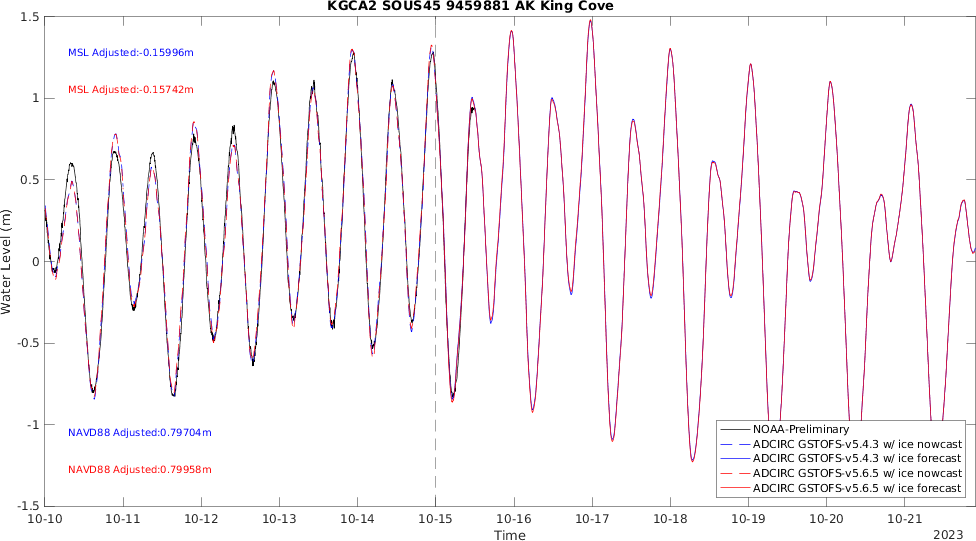 KGCA2 SOUS45 9459881 AK King Cove
1.5
1
0.5
0
-0.5
-1
-1.5
Water Level (m)
MSL Adjusted:-0.15996m
MSL Adjusted:-0.15742m
NAVD88 Adjusted:0.79704m
NAVD88 Adjusted:0.79958m
NOAA-Preliminary
ADCIRC GSTOFS-v5.4.3 w/ ice nowcast
ADCIRC GSTOFS-v5.4.3 w/ ice forecast
ADCIRC GSTOFS-v5.6.5 w/ ice nowcast
ADCIRC GSTOFS-v5.6.5 w/ ice forecast
10-10 10-11 10-12 10-13 10-14 10-15 10-16 10-17 10-18 10-19 10-20 10-21
Time
2023